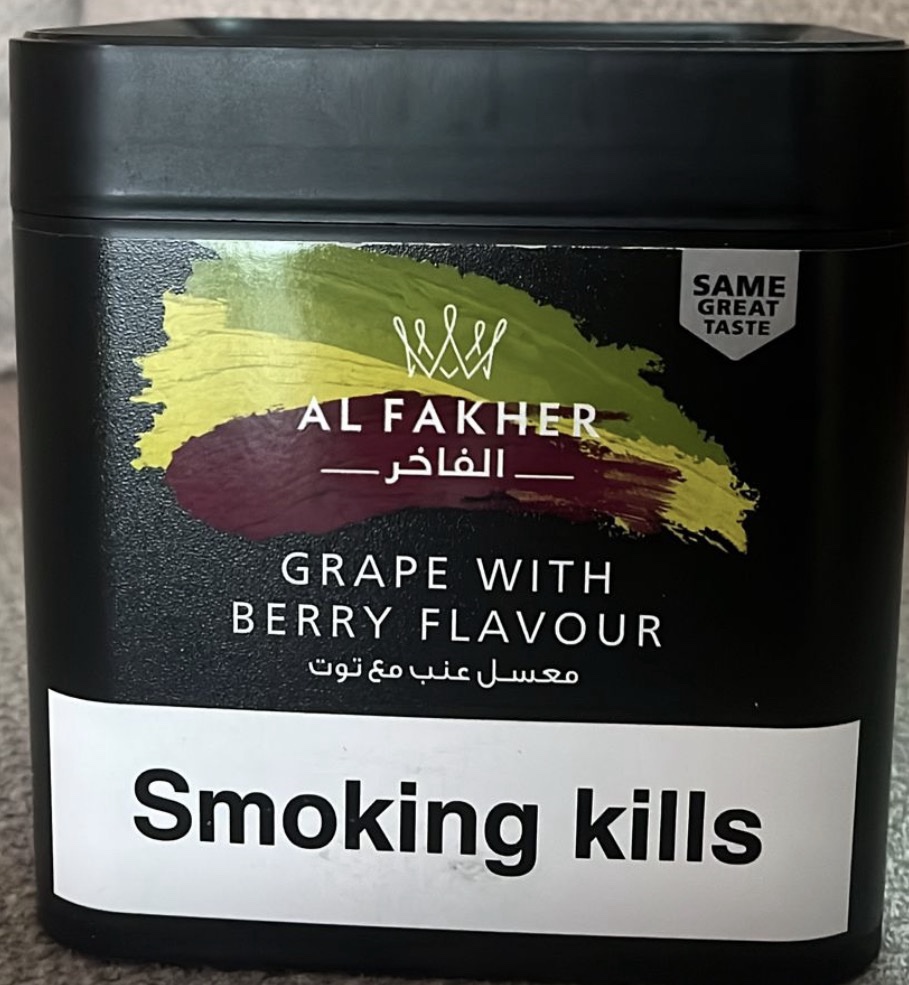 SAME
GREAT
TASTE
AL FAKHER
الفاخر
GRAPE WITH
BERRY FLAVOUR
معسل عنب مع توت
Smoking kills